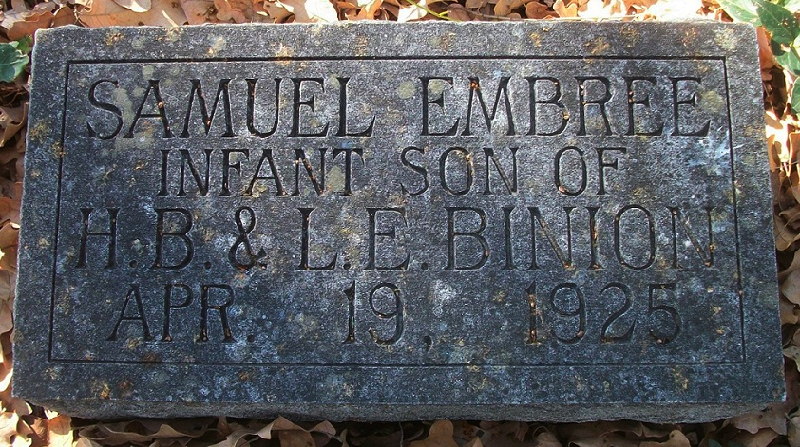 SAMUEL EMBREE
INFANT SON OF
H.B. & L.E. BINION
APR. 19, 1925